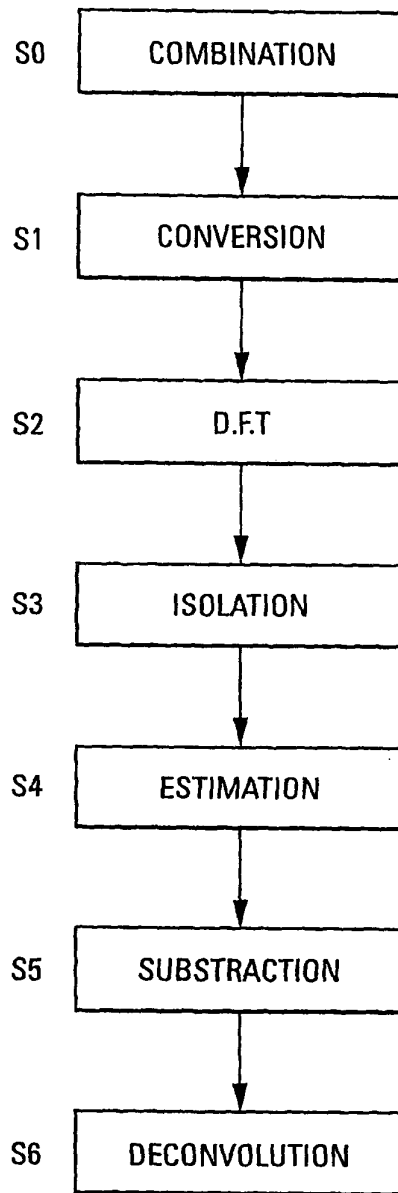 S0 COMBINATION
S1 CONVERSION
S2 D.F.T
S3 ISOLATION
S4 ESTIMATION
S5 SUBSTRACTION
S6 DECONVOLUTION